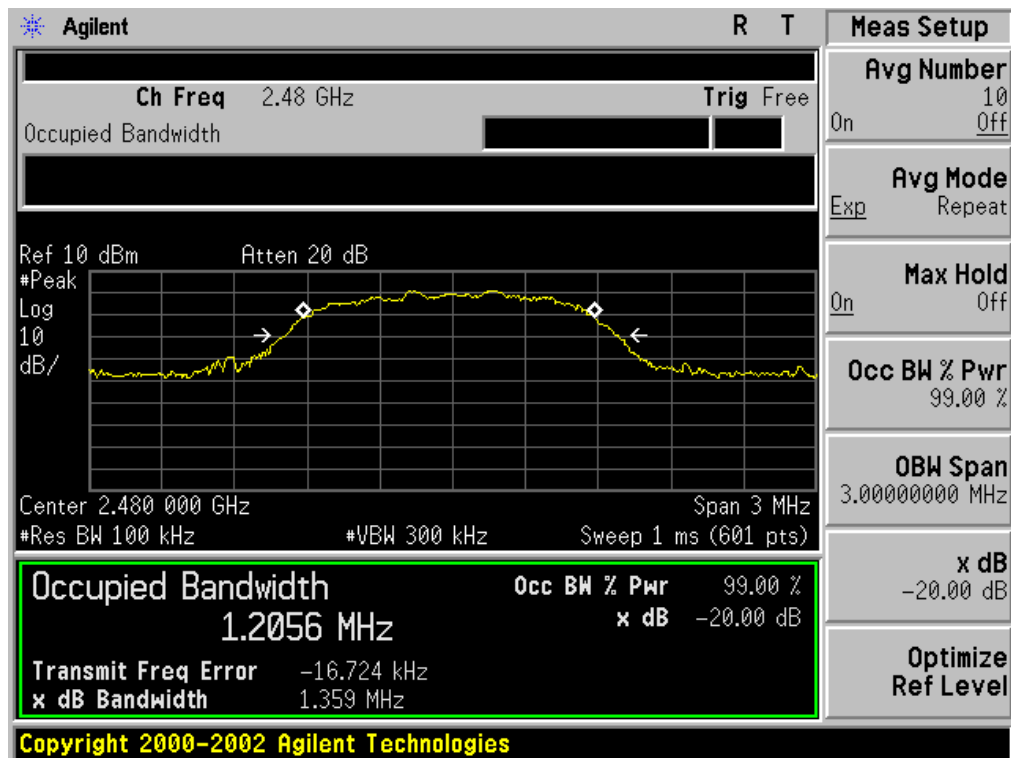 Agilent R T
Ch Freq 2.48 GHz Trig Free
Occupied Bandwidth
Ref 10 dBm Atten 20 dB
#Peak
Log
10
dB/
Center 2.480 000 GHz Span 3 MHz
#Res BW 100 kHz #VBW 300 kHz Sweep 1 ms (601 pts)
Occupied Bandwidth Occ BW % Pwr 99.00 %
1.2056 MHz x dB -20.00 dB
Transmit Freq Error -16.724 kHz
x dB Bandwidth 1.359 MHz
Copyright 2000-2002 Agilent Technologies
Meas Setup
Avg Number
10
On Off
Avg Mode
Exp Repeat
Max Hold
On Off
Occ BW % Pwr
99.00 %
OBW Span
3.00000000 MHz
x dB
-20.00 dB
Optimize
Ref Level